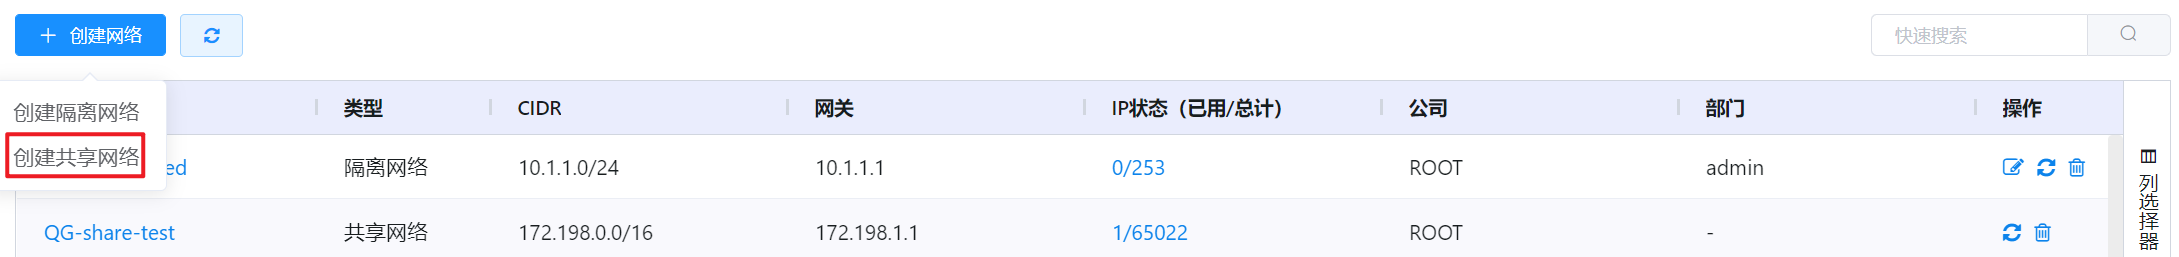 创建网络
快速搜索
创建隔离网络
创建共享网络
类型 CIDR 网关 IP状态（已用/总计） 公司 部门 操作
ed 隔离网络 10.1.1.0/24 10.1.1.1 0/253 ROOT admin
QG-share-test 共享网络 172.198.0.0/16 172.198.1.1 1/65022 ROOT -
列选择器